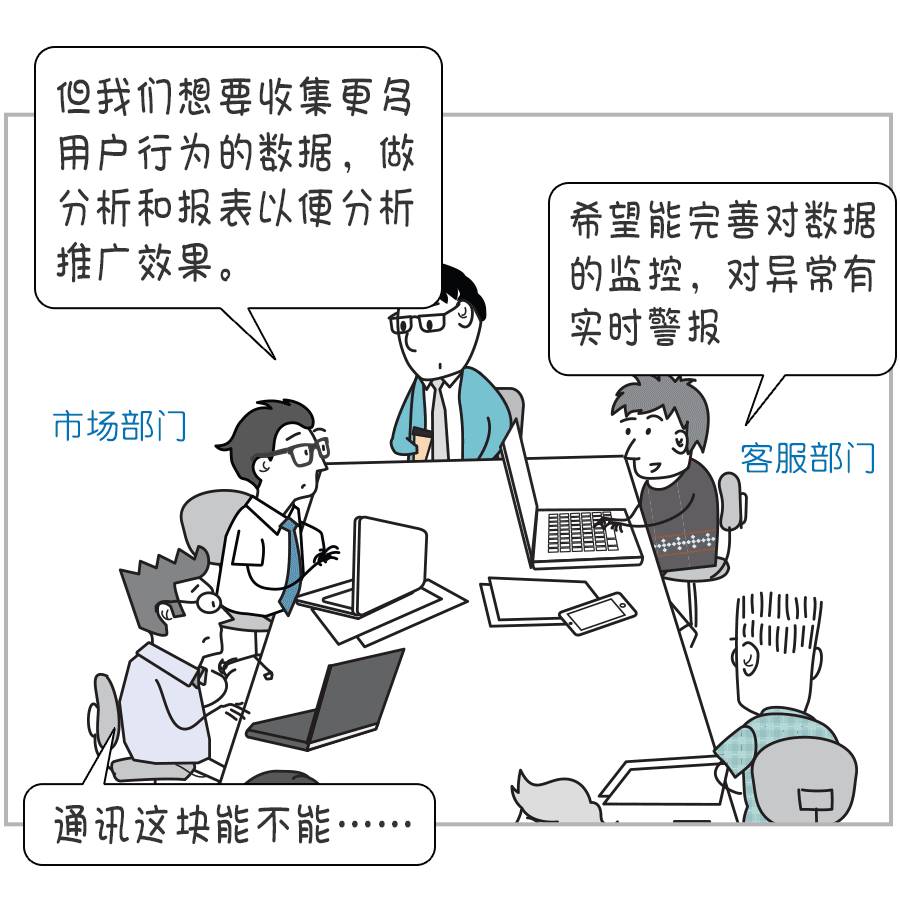 但我们想要收集更多
用户行为的数据，做
分析和报表以便分析
推广效果。
希望能完善对数据
的监控，对异常有
实时警报
市场部门
客服部门
通讯这块能不能……